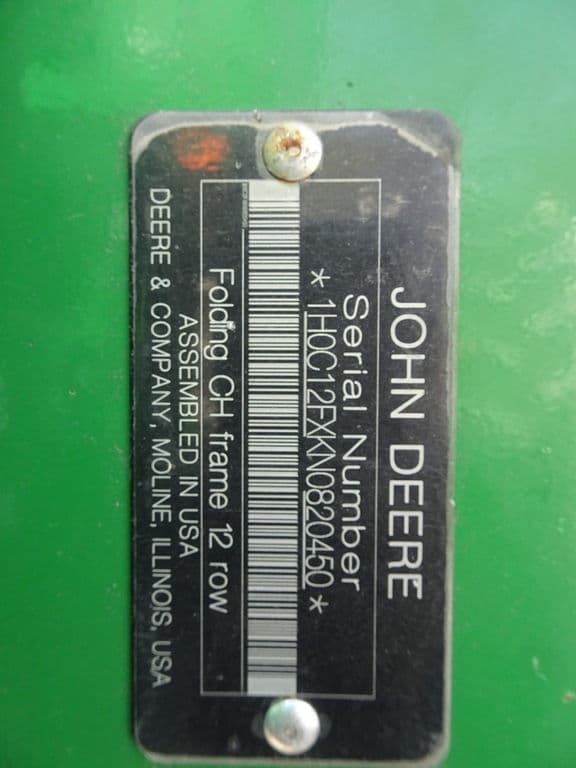 JOHN DEERE
Serial Number
*1H0C12FXKN0820450*
Folding CH frame 12 row
ASSEMBLED IN USA
DEERE & COMPANY, MOLINE, ILLINOIS, USA